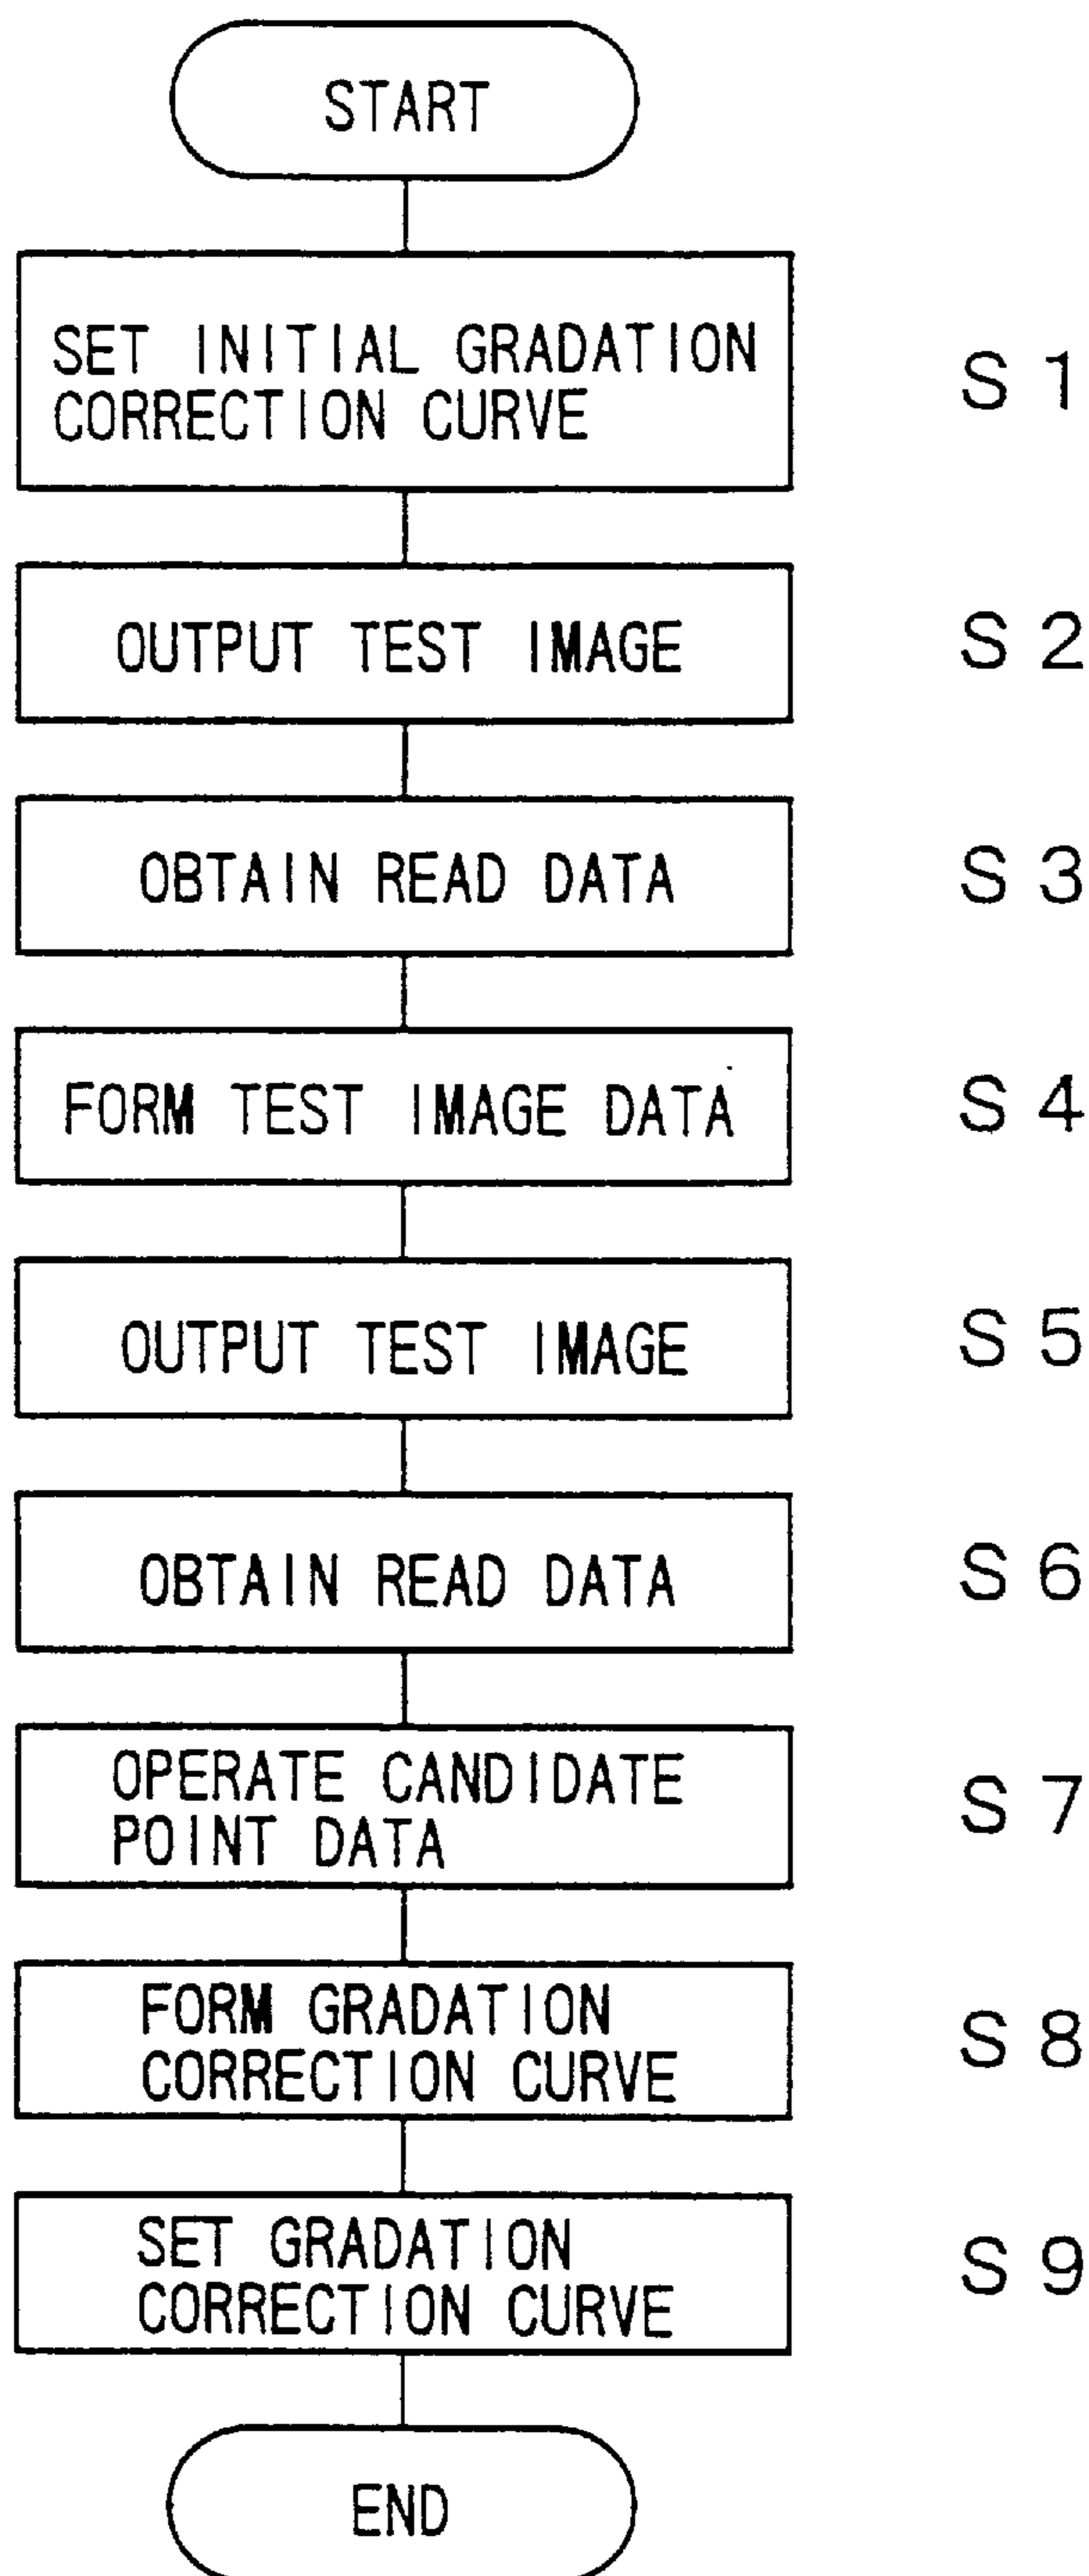 START
SET INITIAL GRADATION
CORRECTION CURVE
S 1
OUTPUT TEST IMAGE
S 2
OBTAIN READ DATA
S 3
FORM TEST IMAGE DATA
S 4
OUTPUT TEST IMAGE
S 5
OBTAIN READ DATA
S 6
OPERATE CANDIDATE
POINT DATA
S 7
FORM GRADATION
CORRECTION CURVE
S 8
SET GRADATION
CORRECTION CURVE
S 9
END